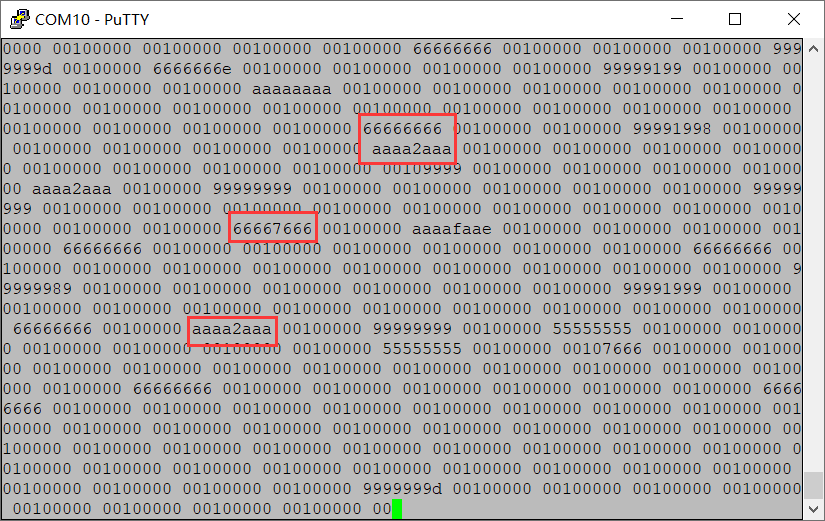 COM10 - PuTTY
0000 00100000 00100000 00100000 00100000 66666666 00100000 00100000 00100000 999
9999d 00100000 6666666e 00100000 00100000 00100000 00100000 99999199 00100000 00
100000 00100000 00100000 aaaaaaaa 00100000 00100000 00100000 00100000 00100000 0
0100000 00100000 00100000 00100000 00100000 00100000 00100000 00100000 00100000
00100000 00100000 00100000 00100000 66666666 00100000 00100000 99991998 00100000
00100000 00100000 00100000 00100000 aaaa2aaa 00100000 00100000 00100000 0010000
0 00100000 00100000 00100000 00100000 00109999 00100000 00100000 00100000 001000
00 aaaa2aaa 00100000 99999999 00100000 00100000 00100000 00100000 00100000 99999
999 00100000 00100000 00100000 00100000 00100000 00100000 00100000 00100000 0010
0000 00100000 00100000 66667666 00100000 aaaafaae 00100000 00100000 00100000 001
00000 66666666 00100000 00100000 00100000 00100000 00100000 00100000 66666666 00
100000 00100000 00100000 00100000 00100000 00100000 00100000 00100000 00100000 9
9999989 00100000 00100000 00100000 00100000 00100000 00100000 99991999 00100000
00100000 00100000 00100000 00100000 00100000 00100000 00100000 00100000 00100000
66666666 00100000 aaaa2aaa 00100000 99999999 00100000 55555555 00100000 0010000
0 00100000 00100000 00100000 00100000 55555555 00100000 00107666 00100000 001000
00 00100000 00100000 00100000 00100000 00100000 00100000 00100000 00100000 00100
000 00100000 66666666 00100000 00100000 00100000 00100000 00100000 00100000 6666
6666 00100000 00100000 00100000 00100000 00100000 00100000 00100000 00100000 001
00000 00100000 00100000 00100000 00100000 00100000 00100000 00100000 00100000 00
100000 00100000 00100000 00100000 00100000 00100000 00100000 00100000 00100000 0
0100000 00100000 00100000 00100000 00100000 00100000 00100000 00100000 00100000
00100000 00100000 00100000 00100000 9999999d 00100000 00100000 00100000 00100000
00100000 00100000 00100000 00100000 00